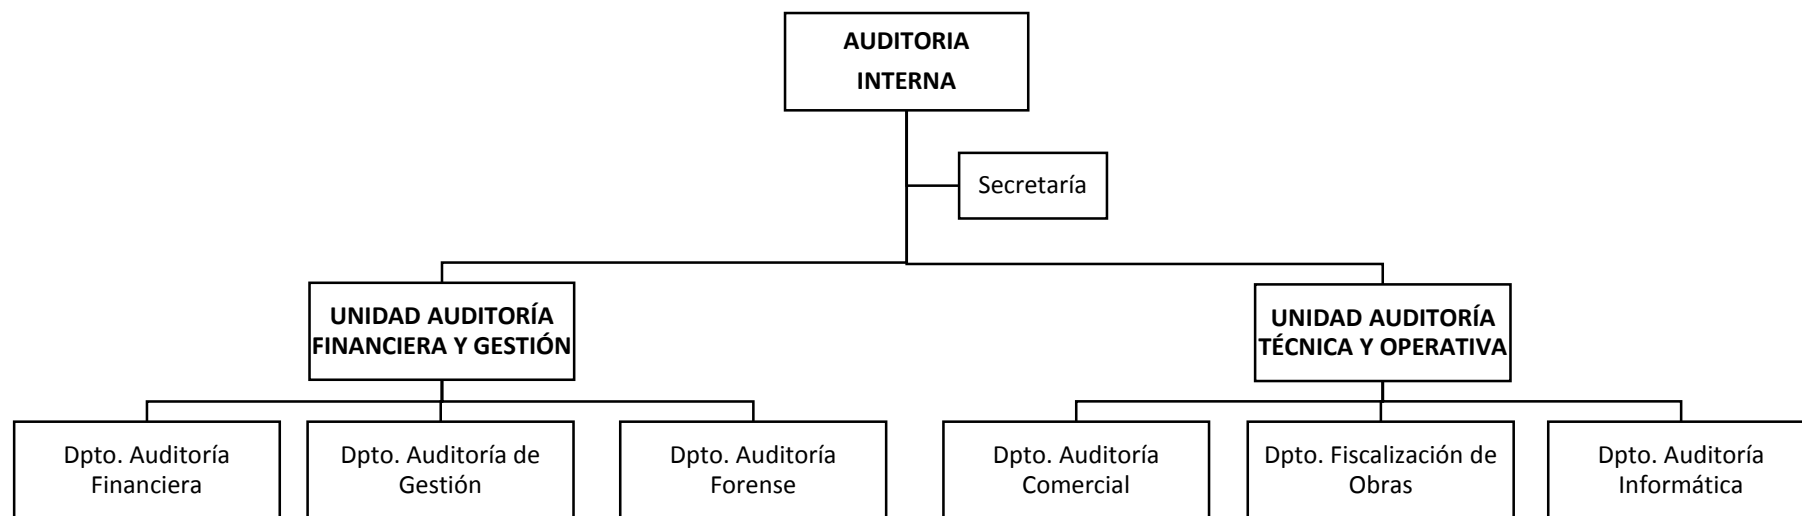 AUDITORIA
INTERNA
Secretaría
UNIDAD AUDITORÍA
FINANCIERA Y GESTIÓN
UNIDAD AUDITORÍA
TÉCNICA Y OPERATIVA
Dpto. Auditoría
Financiera
Dpto. Auditoría de
Gestión
Dpto. Auditoría
Forense
Dpto. Auditoría
Comercial
Dpto. Fiscalización de
Obras
Dpto. Auditoría
Informática